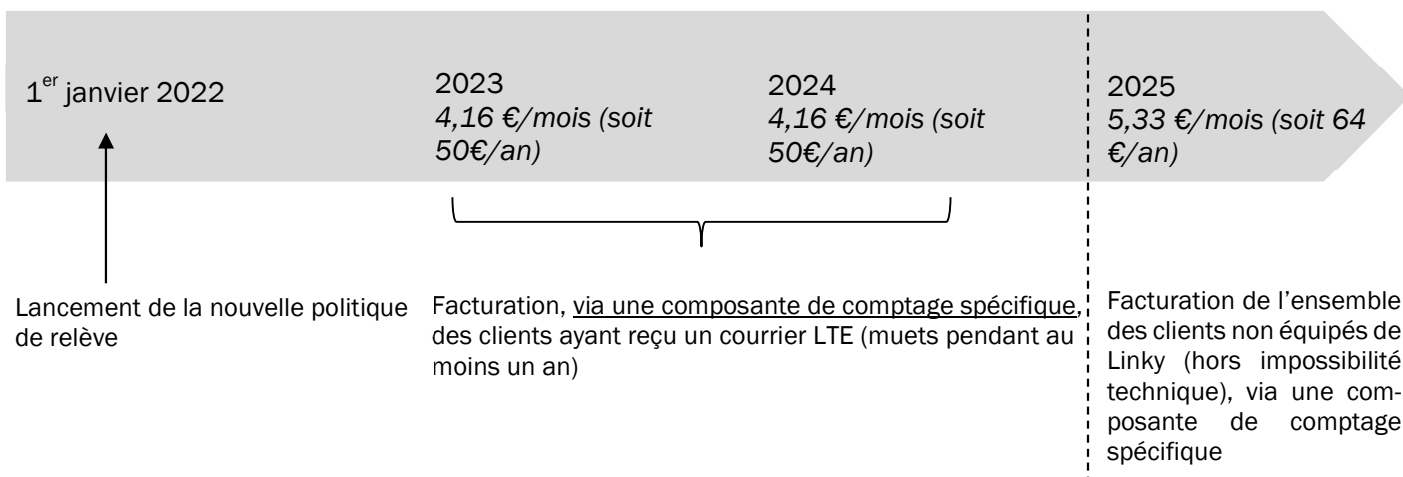 1er janvier 2022
2023
4,16 €/mois (soit
50€/an)
2024
4,16 €/mois (soit
50€/an)
2025
5,33 €/mois (soit 64
€/an)
Lancement de la nouvelle politique
de relève
Facturation, via une composante de comptage spécifique,
des clients ayant reçu un courrier LTE (muets pendant au
moins un an)
Facturation de l’ensemble
des clients non équipés de
Linky (hors impossibilité
technique), via une com-
posante de comptage
spécifique